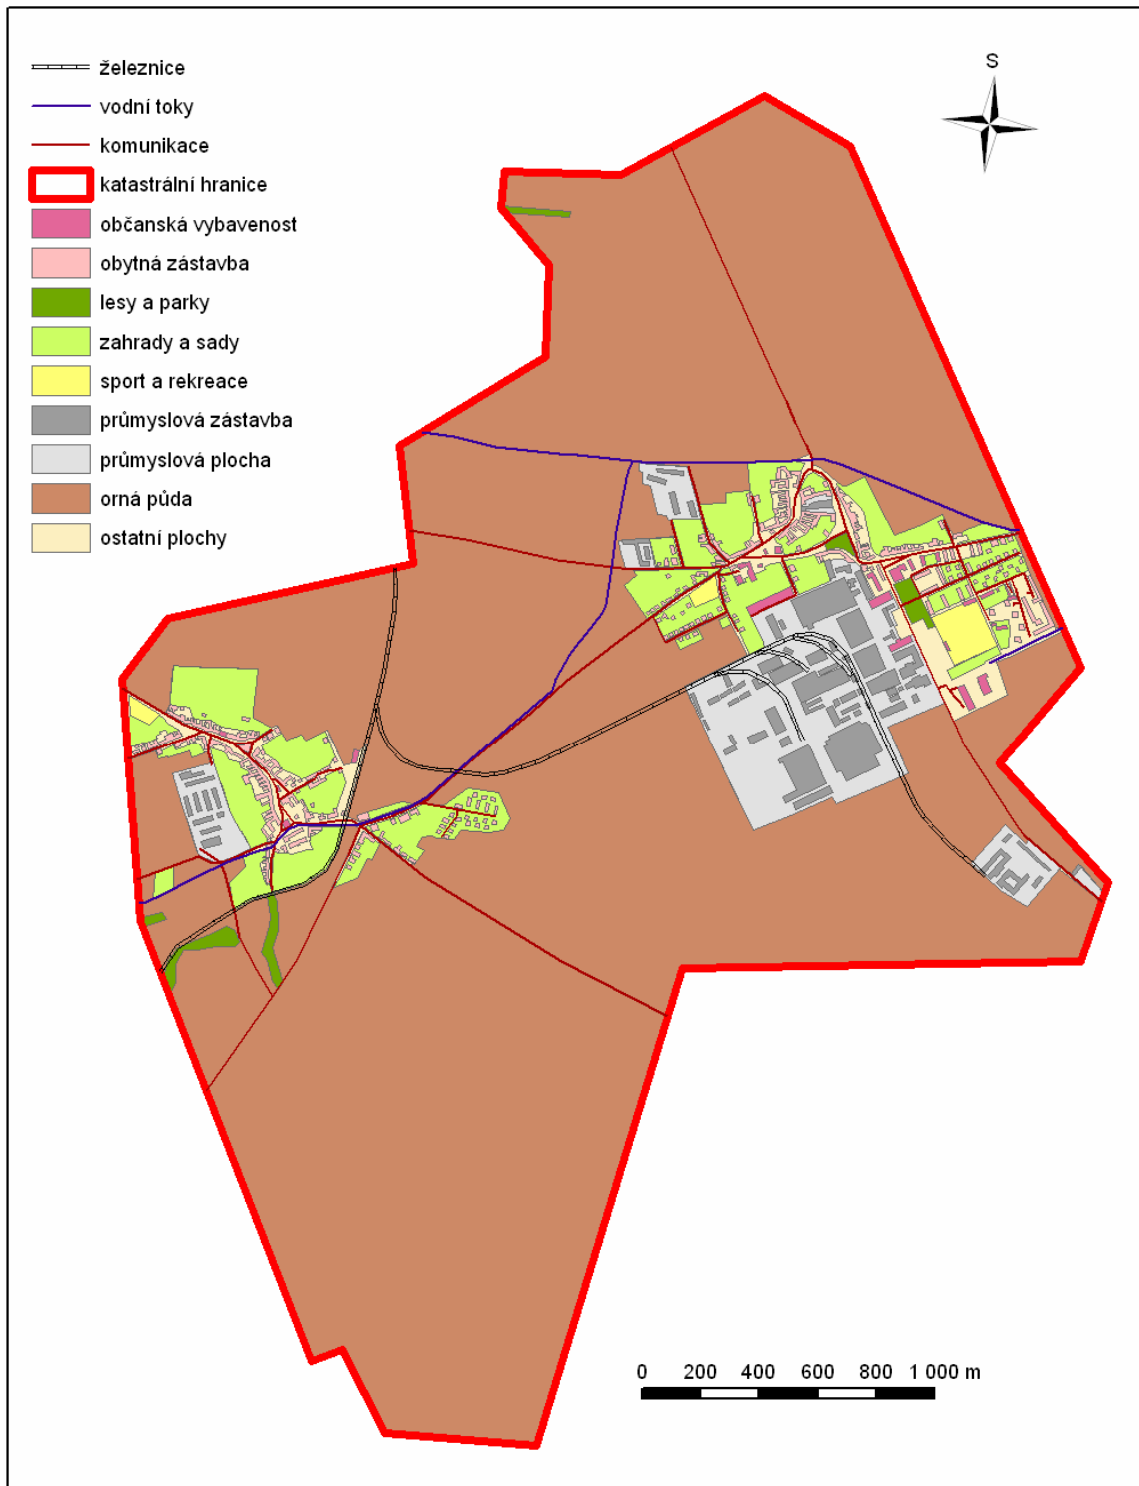 železnice
vodní toky
komunikace
katastrální hranice
občanská vybavenost
obytná zástavba
lesy a parky
zahrady a sady
sport a rekreace
průmyslová zástavba
průmyslová plocha
orná půda
ostatní plochy
S
0 200 400 600 800 1 000 m